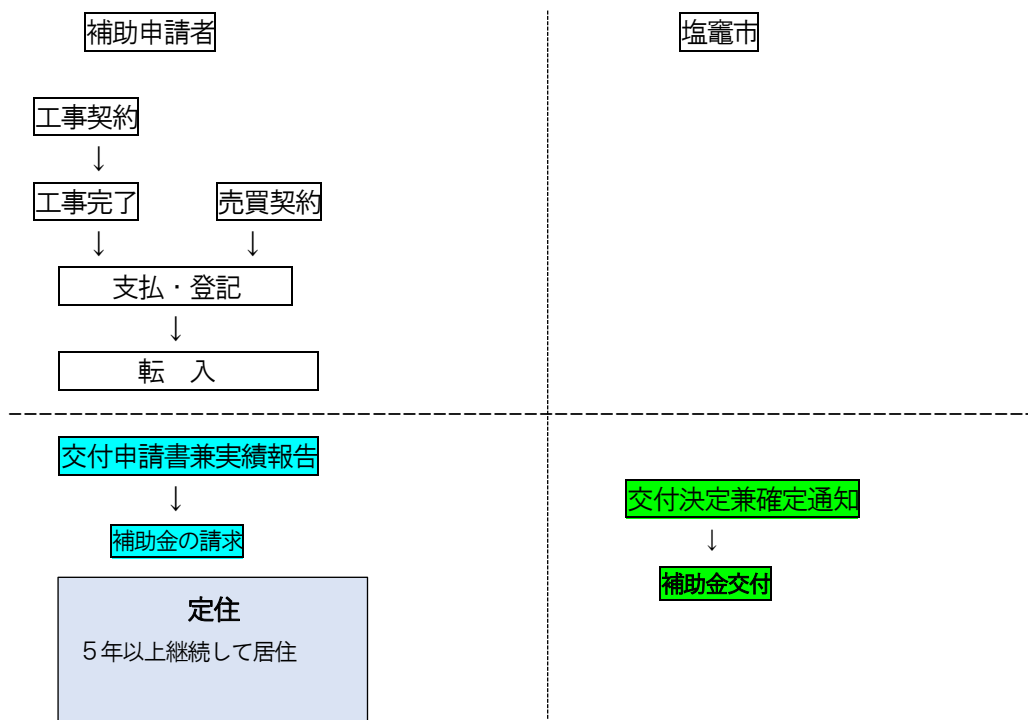 補助申請者
塩竈市
工事契約
↓
工事完了
売買契約
↓
↓
支払・登記
↓
転 入
交付申請書兼実績報告
↓
補助金の請求
交付決定兼確定通知
↓
補助金交付
定住
５年以上継続して居住